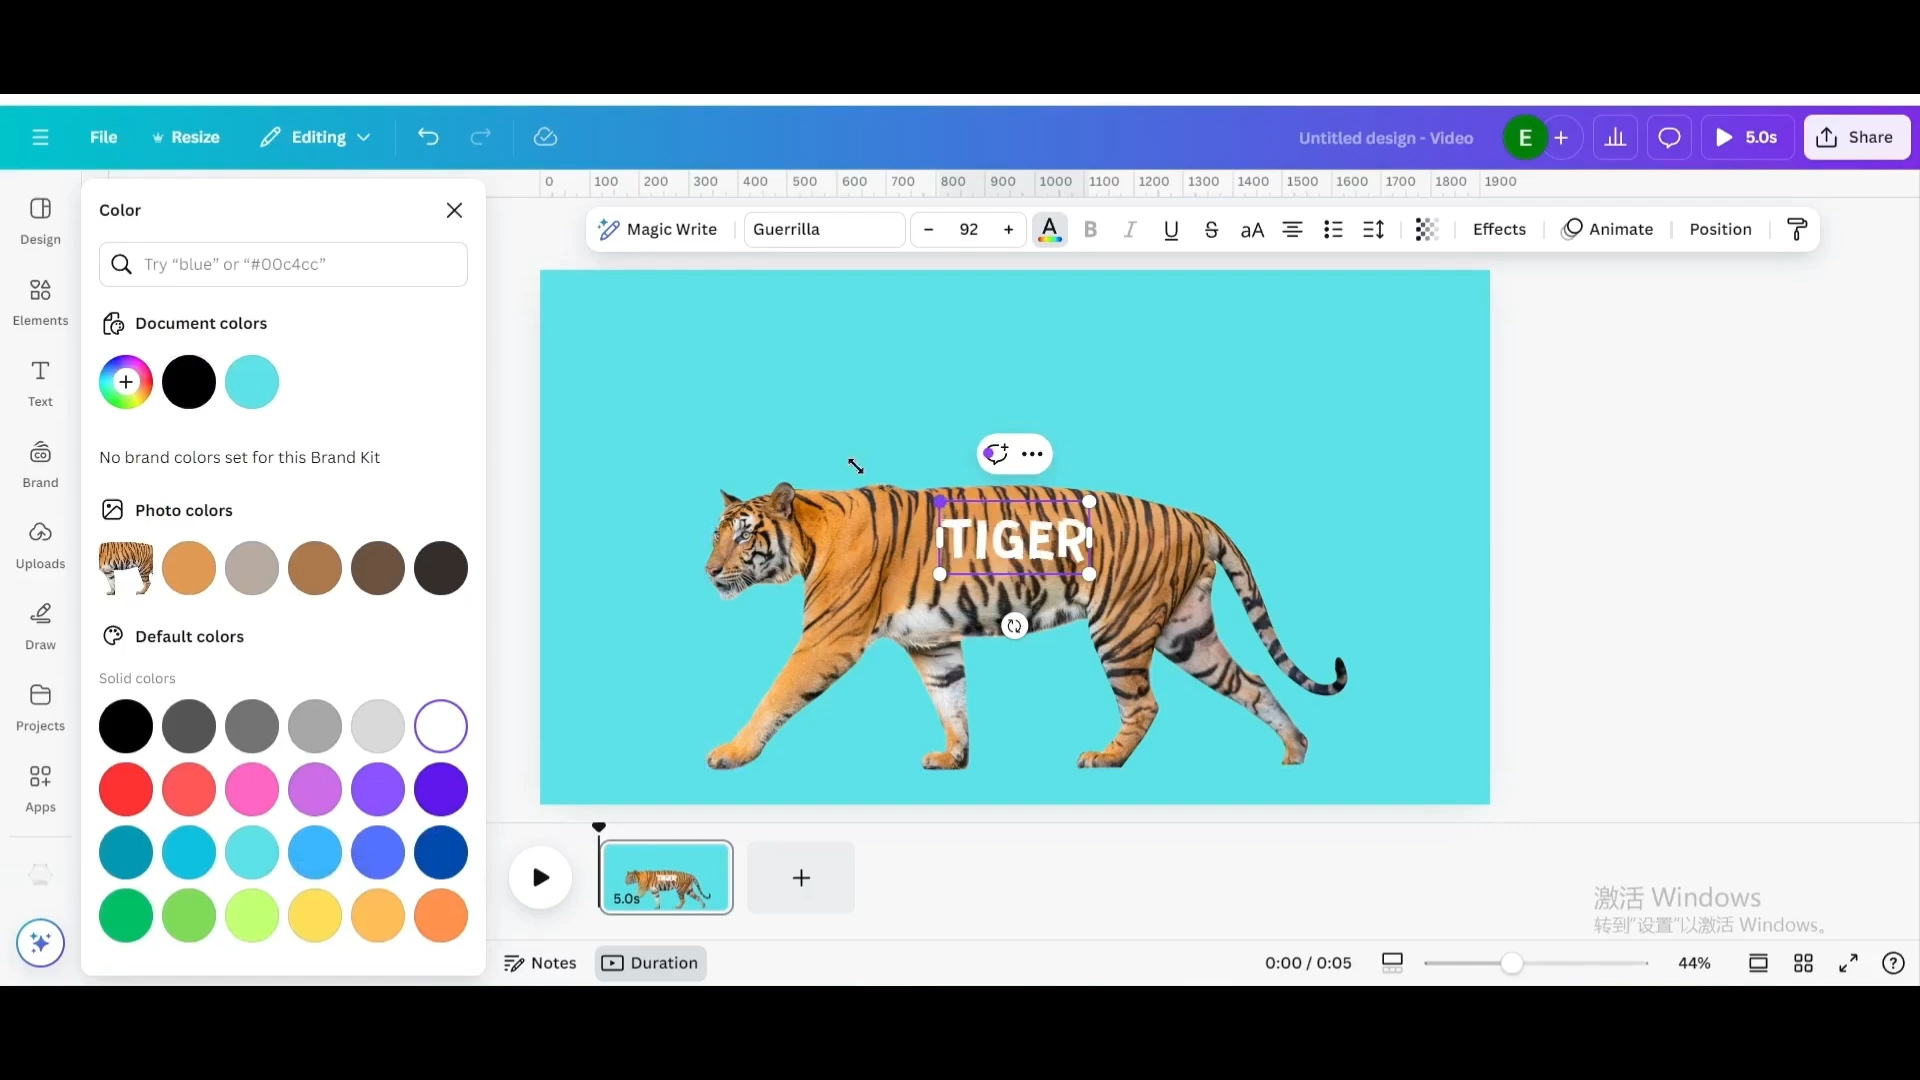 File Resize Editing Untitled design - Video E 5.0s Share
0 100 200 300 400 500 600 700 800 900 1000 1100 1200 1300 1400 1500 1600 1700 1800 1900
Magic Write Guerrilla – 92 + A B I U S aA Effects Animate Position
Design
Elements
Text
Brand
Uploads
Draw
Projects
Apps
Color
Try “blue” or “#00c4cc”
Document colors
No brand colors set for this Brand Kit
Photo colors
Default colors
Solid colors
TIGER
5.0s
激活 Windows
转到“设置”以激活 Windows。
Notes Duration 0:00 / 0:05 44%